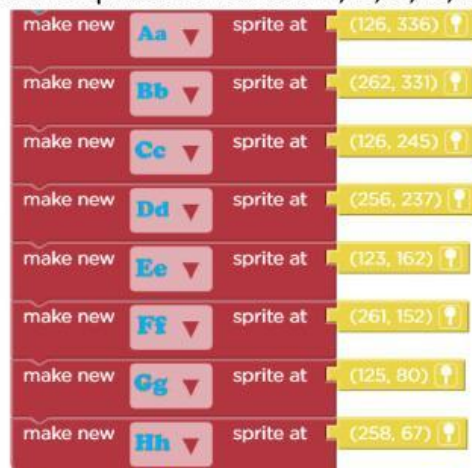 make new Aa ▼ sprite at (126, 336)
make new Bb ▼ sprite at (262, 331)
make new Cc ▼ sprite at (126, 245)
make new Dd ▼ sprite at (256, 237)
make new Ee ▼ sprite at (123, 162)
make new Ff ▼ sprite at (261, 152)
make new Gg ▼ sprite at (125, 80)
make new Hh ▼ sprite at (258, 67)